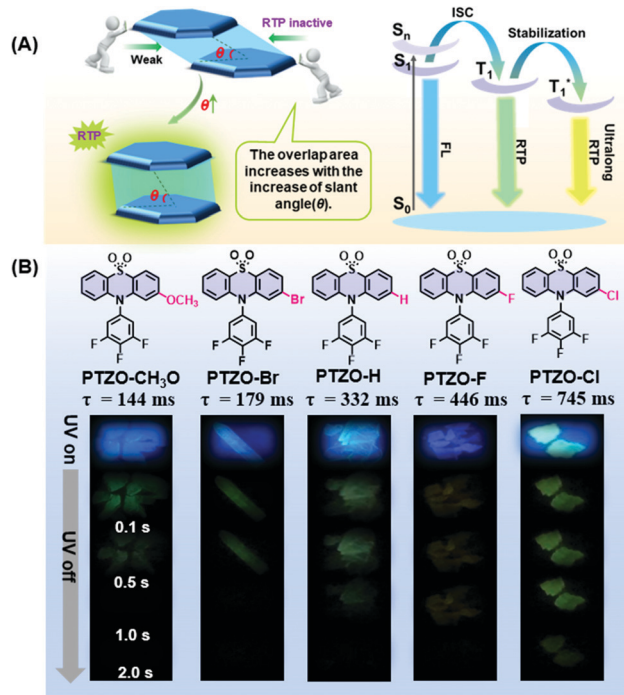 (A)
RTP inactive
Weak
θ
θ↑
RTP
θ
The overlap area
increases with the
increase of slant
angle(θ).
ISC
Stabilization
Sn
S1
T1
T1*
FL
RTP
Ultralong
RTP
S0
(B)
O O
S
N
OCH3
F F
F
O O
S
N
Br
F F
F
O O
S
N
H
F F
F
O O
S
N
F
F F
F
O O
S
N
Cl
F F
F
PTZO-CH3O PTZO-Br PTZO-H PTZO-F PTZO-Cl
τ = 144 ms τ = 179 ms τ = 332 ms τ = 446 ms τ = 745 ms
UV on
UV off
0.1 s
0.5 s
1.0 s
2.0 s